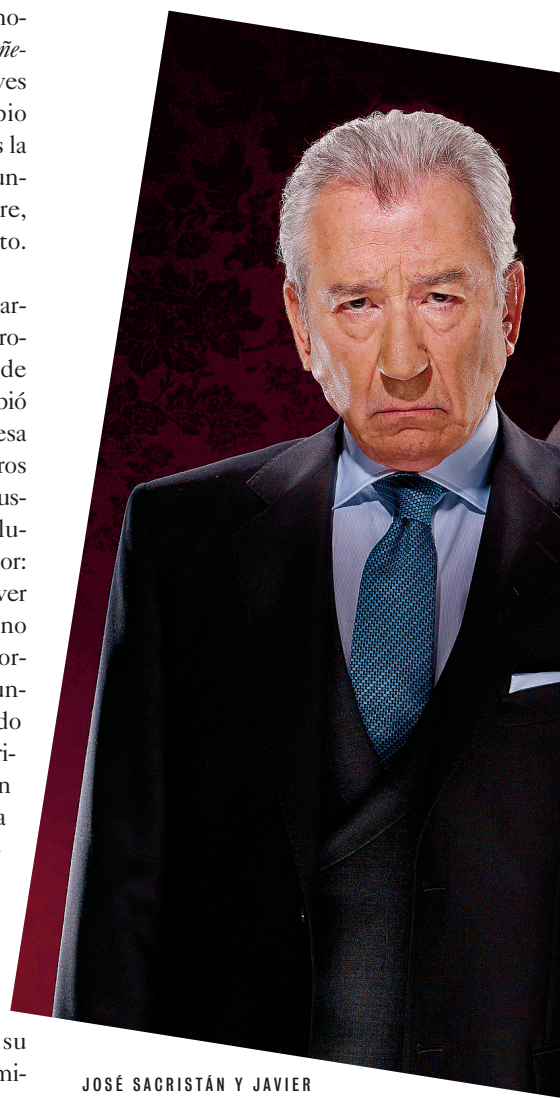 no-
ñe-
ves
pio
s la
un-
re,
to.
ar-
ro-
de
bió
esa
ros
us-
lu-
or:
ver
no
or-
un-
do
ri-
n
a
-
su
mi-
JOSÉ SACRISTÁN Y JAVIER